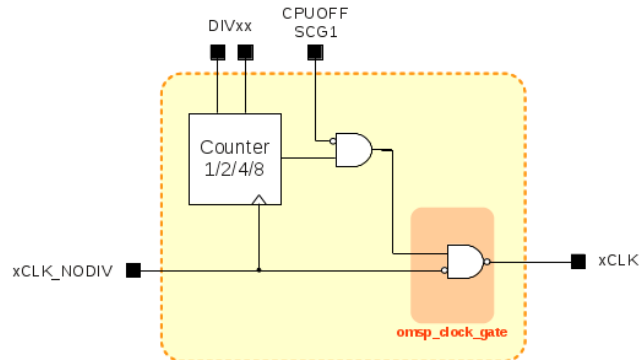 DIVxx
CPUOFF
SCG1
Counter
1/2/4/8
xCLK_NODIV
xCLK
omsp_clock_gate